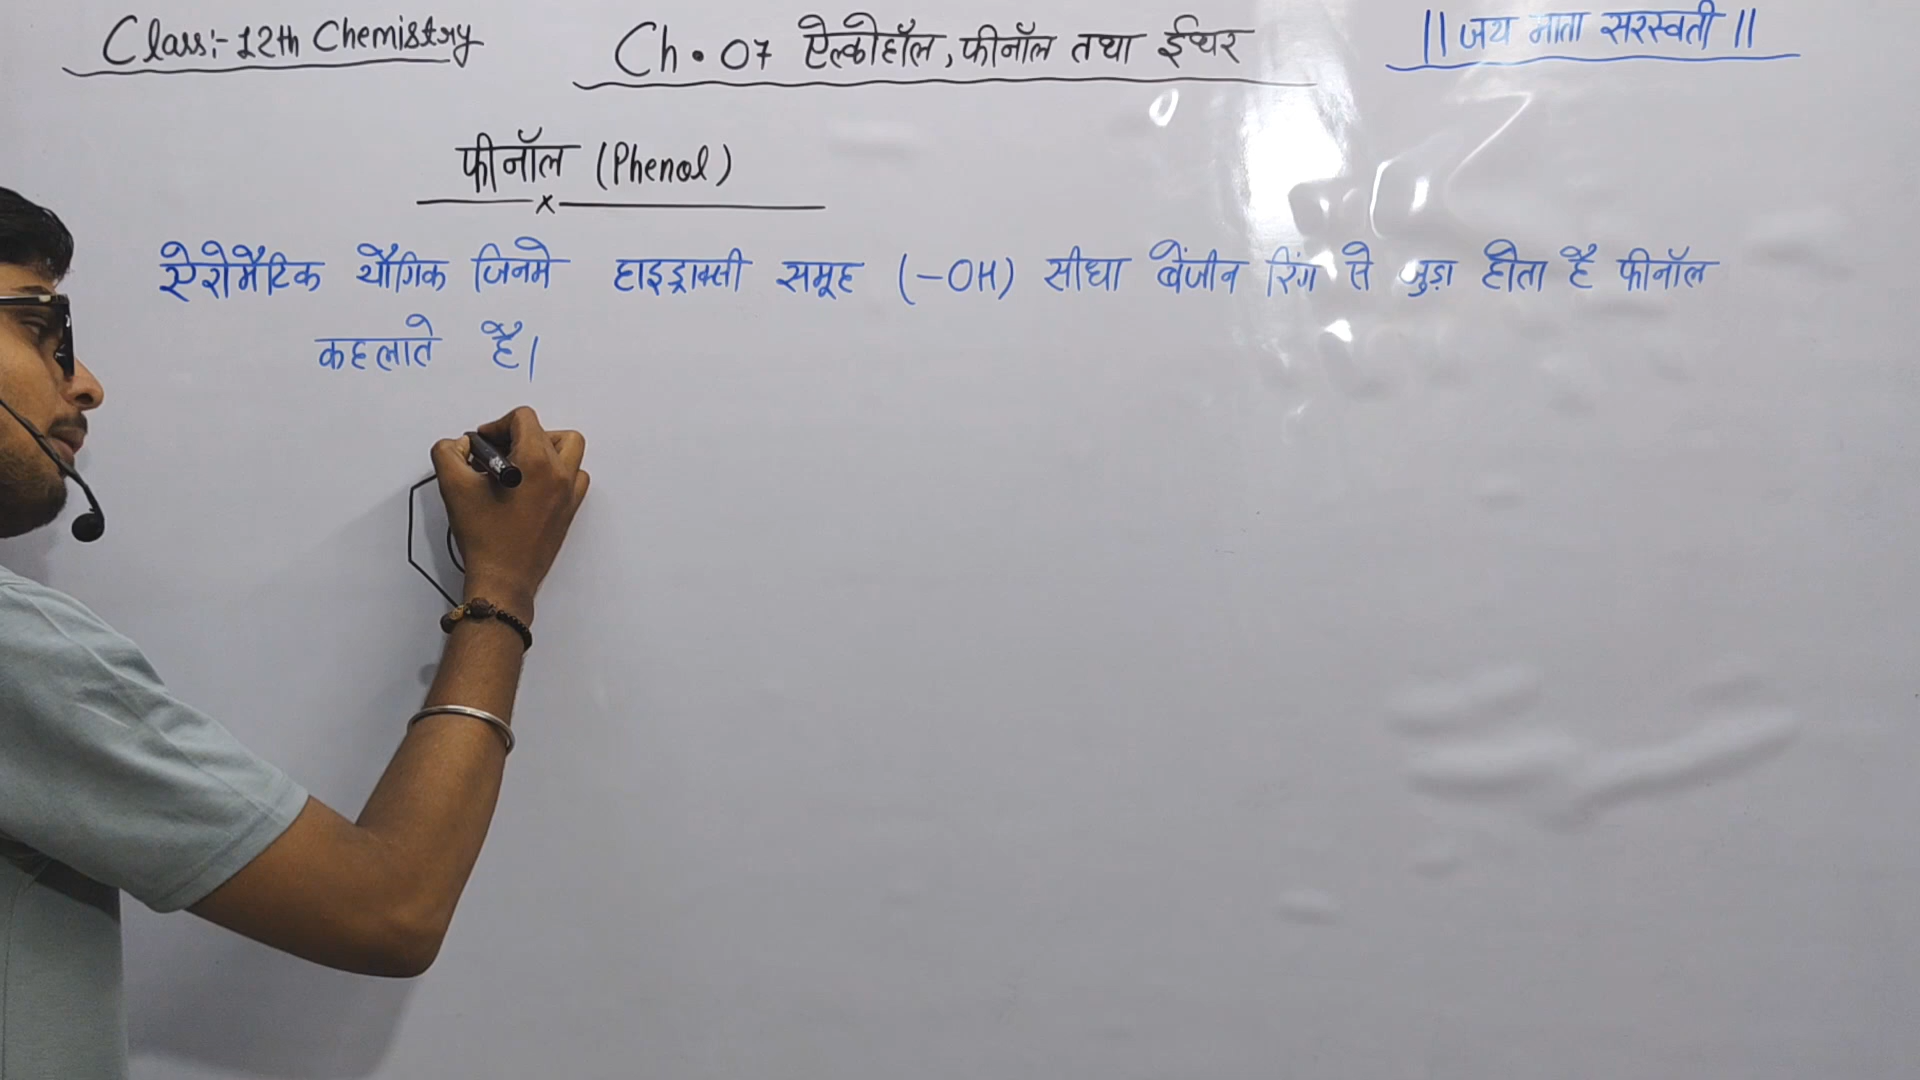 Class:- 12th Chemistry
Ch. 07 ऐल्कोहॉल, फीनॉल तथा ईथर
|| जय माता सरस्वती ||
फीनॉल (Phenol)
ऐरोमैटिक यौगिक जिनमे हाइड्राक्सी समूह (-OH) सीधा बेंजीन रिंग से जुड़ा होता है फीनॉल
कहलाते है।